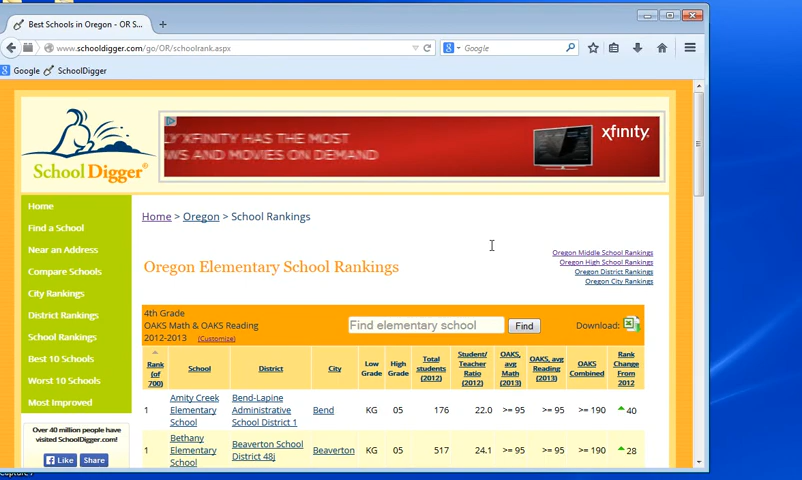 Best Schools in Oregon - OR S...
www.schooldigger.com/go/OR/schoolrank.aspx
Google
Google SchoolDigger
LY XFINITY HAS THE MOST
WS AND MOVIES ON DEMAND
xfinity
SchoolDigger®
Home
Find a School
Near an Address
Compare Schools
City Rankings
District Rankings
School Rankings
Best 10 Schools
Worst 10 Schools
Most Improved
Over 40 million people have
visited SchoolDigger.com!
Like Share
Home > Oregon > School Rankings
Oregon Elementary School Rankings
Oregon Middle School Rankings
Oregon High School Rankings
Oregon District Rankings
Oregon City Rankings
4th Grade
OAKS Math & OAKS Reading
2012-2013 (Customize)
Find elementary school Find Download:
Rank
(of
700)
School
District
City
Low
Grade
High
Grade
Total
students
(2012)
Student/
Teacher
Ratio
(2012)
OAKS,
avg
Math
(2013)
OAKS, avg
Reading
(2013)
OAKS
Combined
Rank
Change
From
2012
1
Amity Creek
Elementary
School
Bend-Lapine
Administrative
School District 1
Bend
KG 05 176 22.0 >= 95 >= 95 >= 190 40
1
Bethany
Elementary
School
Beaverton School
District 48j
Beaverton
KG 05 517 24.1 >= 95 >= 95 >= 190 28